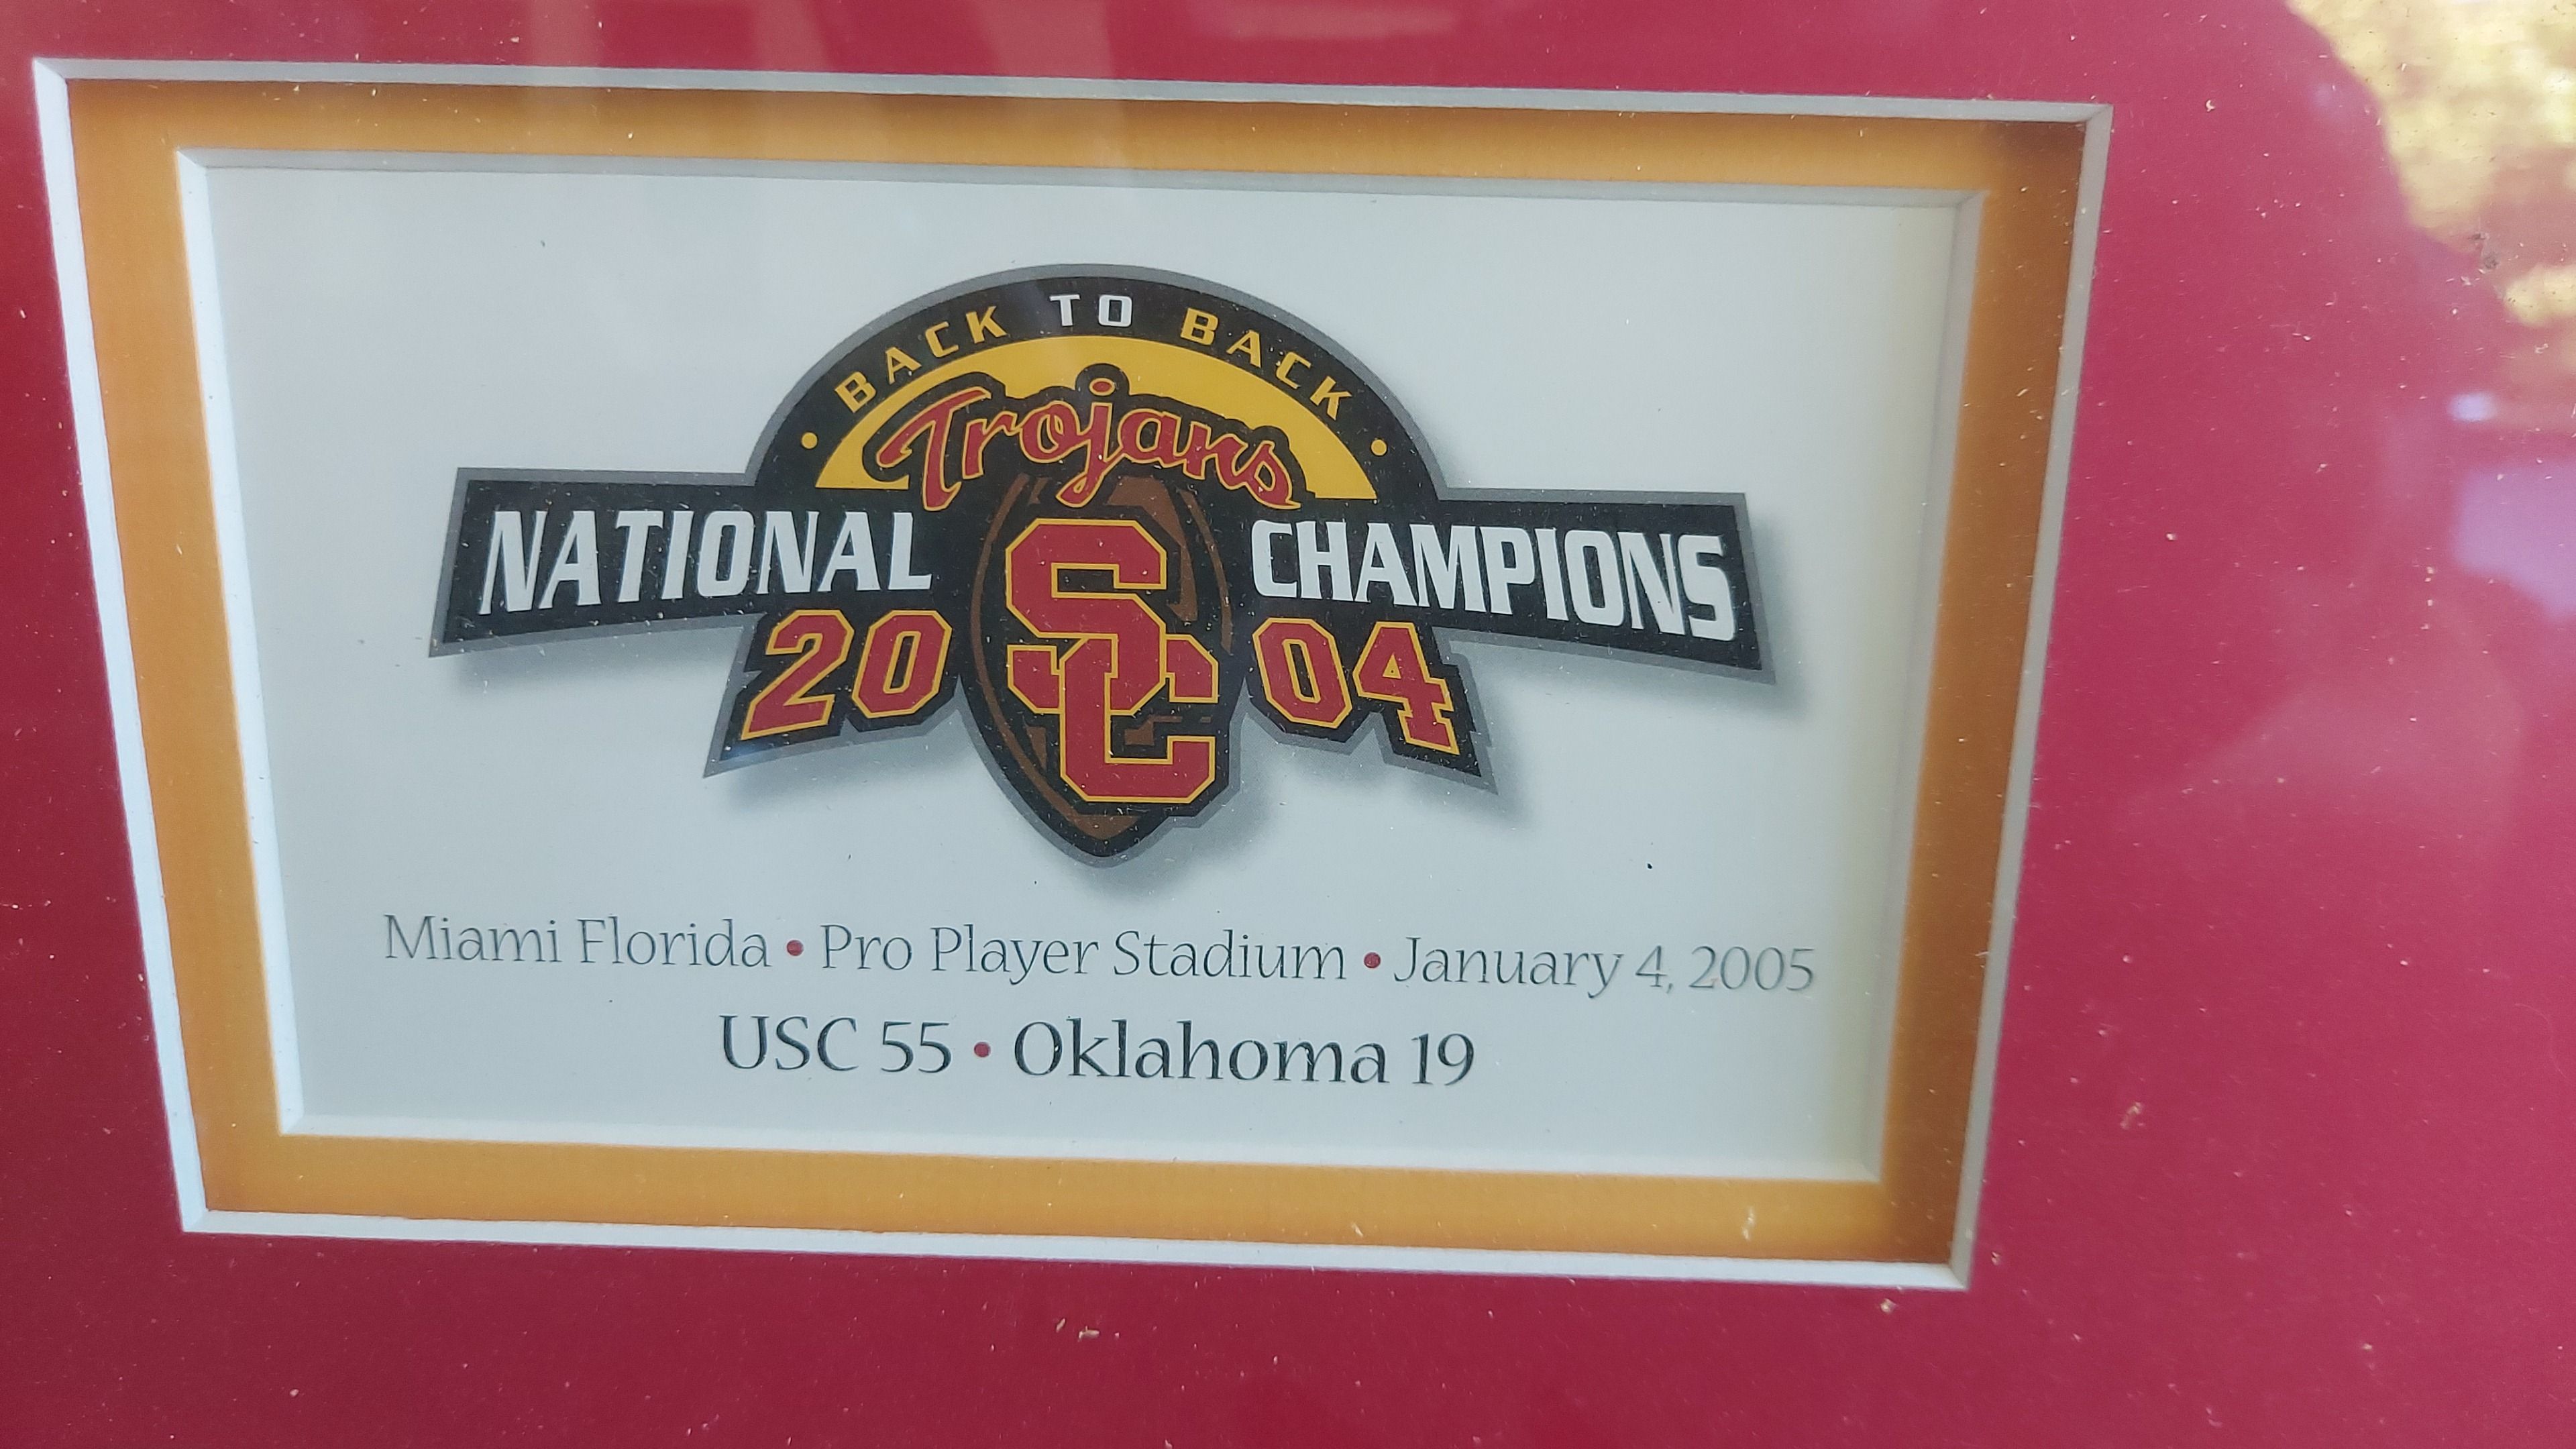 BACK TO BACK
Trojans
NATIONAL SC CHAMPIONS
20 04
Miami Florida • Pro Player Stadium • January 4, 2005
USC 55 • Oklahoma 19